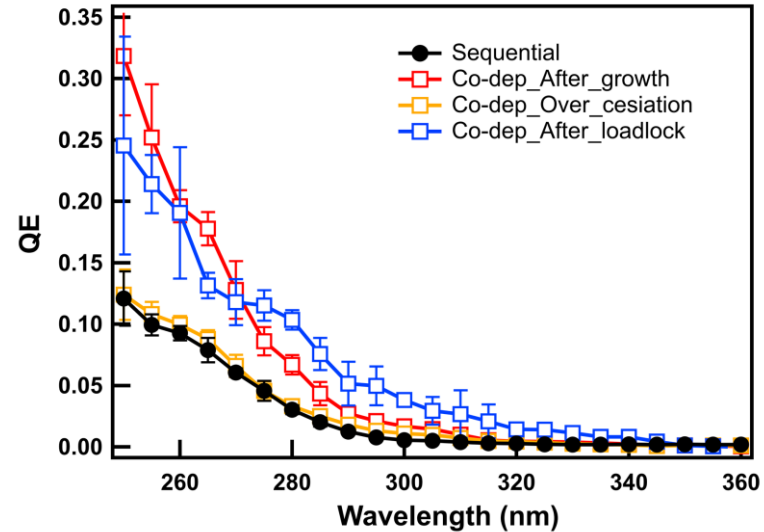 0.35
0.30
0.25
0.20
0.15
0.10
0.05
0.00
QE
Sequential
Co-dep_After_growth
Co-dep_Over_cesiation
Co-dep_After_loadlock
260 280 300 320 340 360
Wavelength (nm)